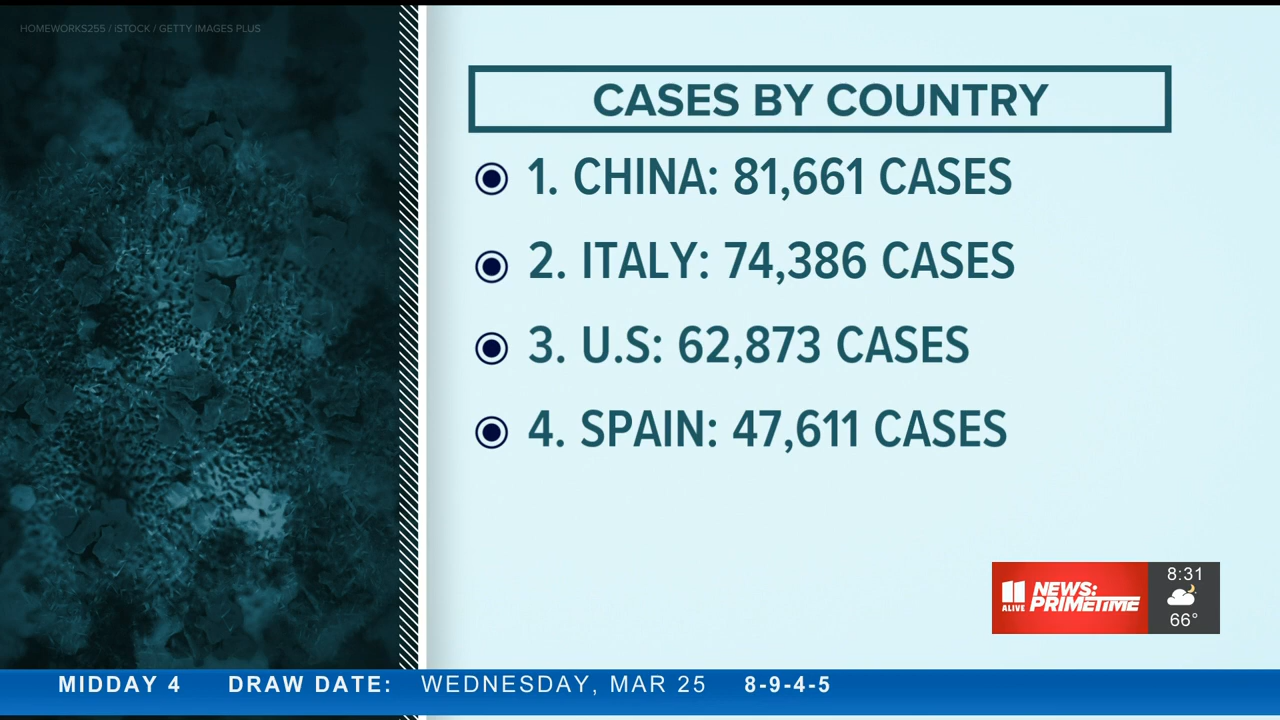 HOMEWORKS255 / iSTOCK / GETTY IMAGES PLUS
CASES BY COUNTRY
1. CHINA: 81,661 CASES
2. ITALY: 74,386 CASES
3. U.S: 62,873 CASES
4. SPAIN: 47,611 CASES
11 ALIVE NEWS: PRIMETIME
8:31
66°
MIDDAY 4 DRAW DATE: WEDNESDAY, MAR 25 8-9-4-5